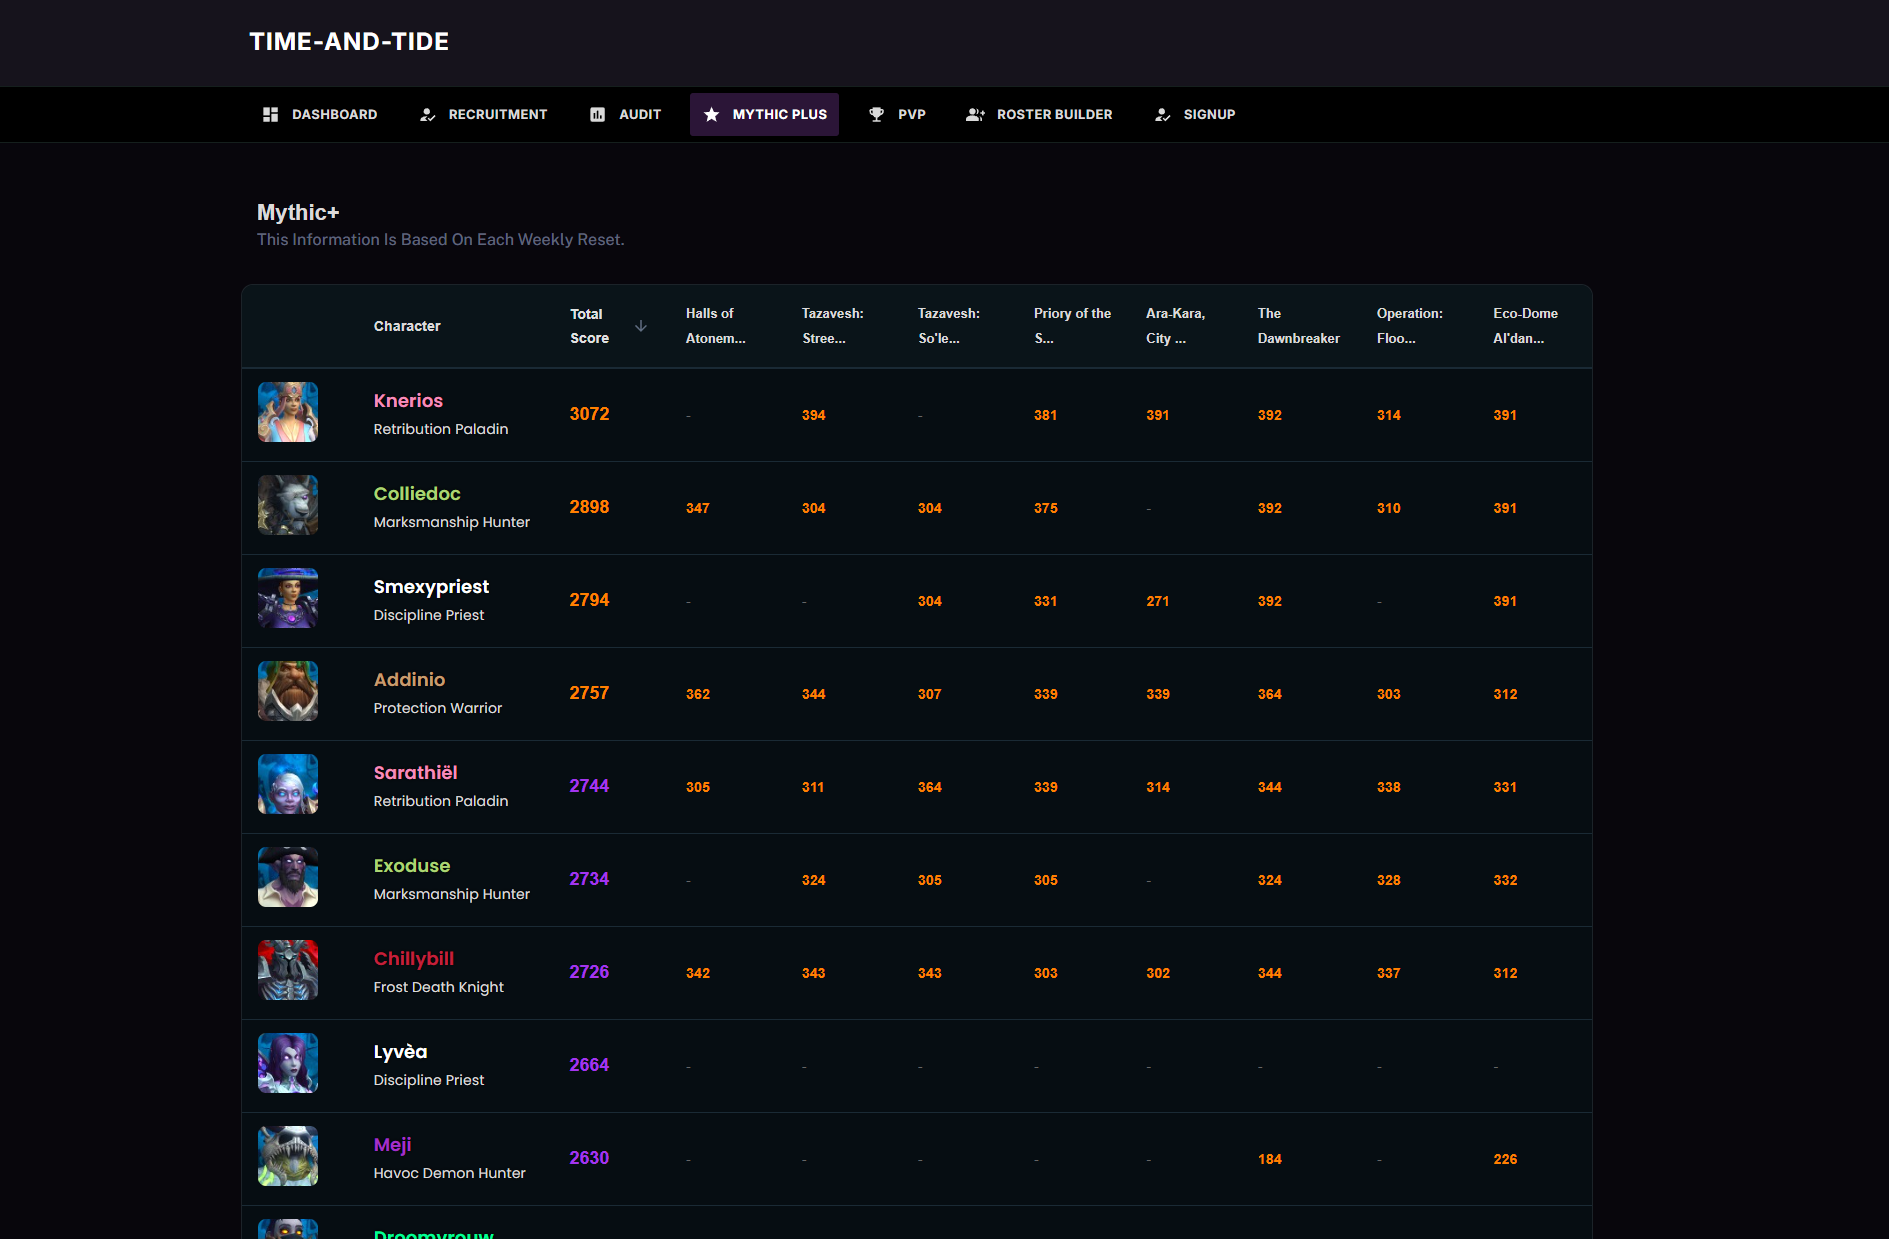 TIME-AND-TIDE
DASHBOARD RECRUITMENT AUDIT MYTHIC PLUS PVP ROSTER BUILDER SIGNUP
Mythic+
This Information Is Based On Each Weekly Reset.
Character Total Score Halls of Atonem... Tazavesh: Stree... Tazavesh: So'le... Priory of the S... Ara-Kara, City ... The Dawnbreaker Operation: Floo... Eco-Dome Al'dan...
Knerios
Retribution Paladin
3072 - 394 - 381 391 392 314 391
Colliedoc
Marksmanship Hunter
2898 347 304 304 375 - 392 310 391
Smexypriest
Discipline Priest
2794 - - 304 331 271 392 - 391
Addinio
Protection Warrior
2757 362 344 307 339 339 364 303 312
Sarathiël
Retribution Paladin
2744 305 311 364 339 314 344 338 331
Exoduse
Marksmanship Hunter
2734 - 324 305 305 - 324 328 332
Chillybill
Frost Death Knight
2726 342 343 343 303 302 344 337 312
Lyvèa
Discipline Priest
2664 - - - - - - - -
Meji
Havoc Demon Hunter
2630 - - - - - 184 - 226